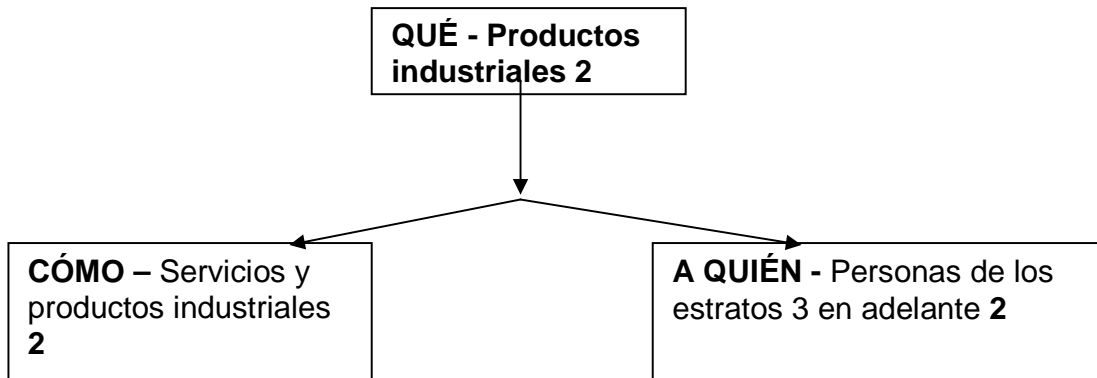 QUÉ - Productos
industriales 2
CÓMO – Servicios y
productos industriales
2
A QUIÉN - Personas de los
estratos 3 en adelante 2